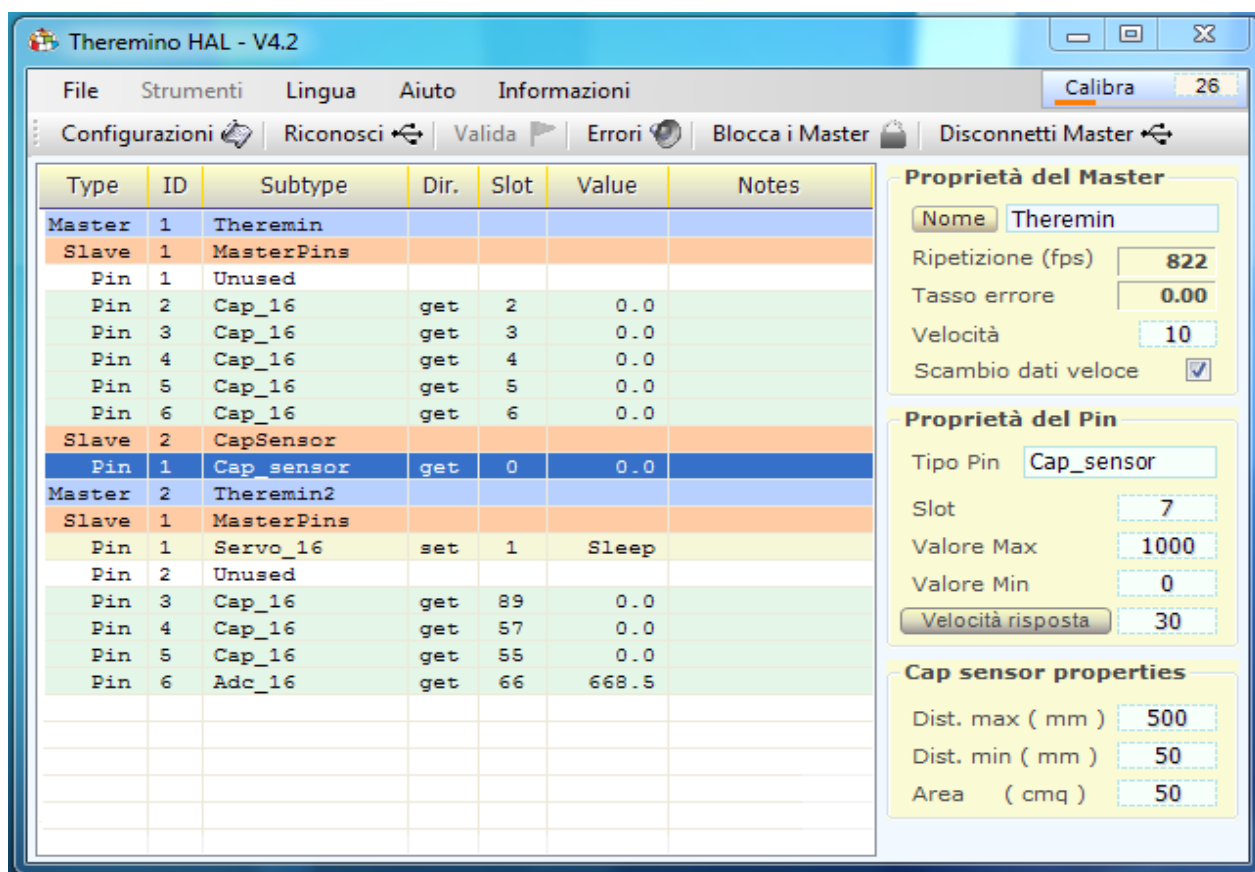 Theremino HAL - V4.2
File Strumenti Lingua Aiuto Informazioni Calibra 26
Configurazioni Riconosci Valida Errori Blocca i Master Disconnetti Master
Type ID Subtype Dir. Slot Value Notes
Master 1 Theremin
Slave 1 MasterPins
Pin 1 Unused
Pin 2 Cap_16 get 2 0.0
Pin 3 Cap_16 get 3 0.0
Pin 4 Cap_16 get 4 0.0
Pin 5 Cap_16 get 5 0.0
Pin 6 Cap_16 get 6 0.0
Slave 2 CapSensor
Pin 1 Cap_sensor get 0 0.0
Master 2 Theremin2
Slave 1 MasterPins
Pin 1 Servo_16 set 1 Sleep
Pin 2 Unused
Pin 3 Cap_16 get 89 0.0
Pin 4 Cap_16 get 57 0.0
Pin 5 Cap_16 get 55 0.0
Pin 6 Adc_16 get 66 668.5
Proprietà del Master
Nome Theremin
Ripetizione (fps) 822
Tasso errore 0.00
Velocità 10
Scambio dati veloce
Proprietà del Pin
Tipo Pin Cap_sensor
Slot 7
Valore Max 1000
Valore Min 0
Velocità risposta 30
Cap sensor properties
Dist. max ( mm ) 500
Dist. min ( mm ) 50
Area ( cmq ) 50